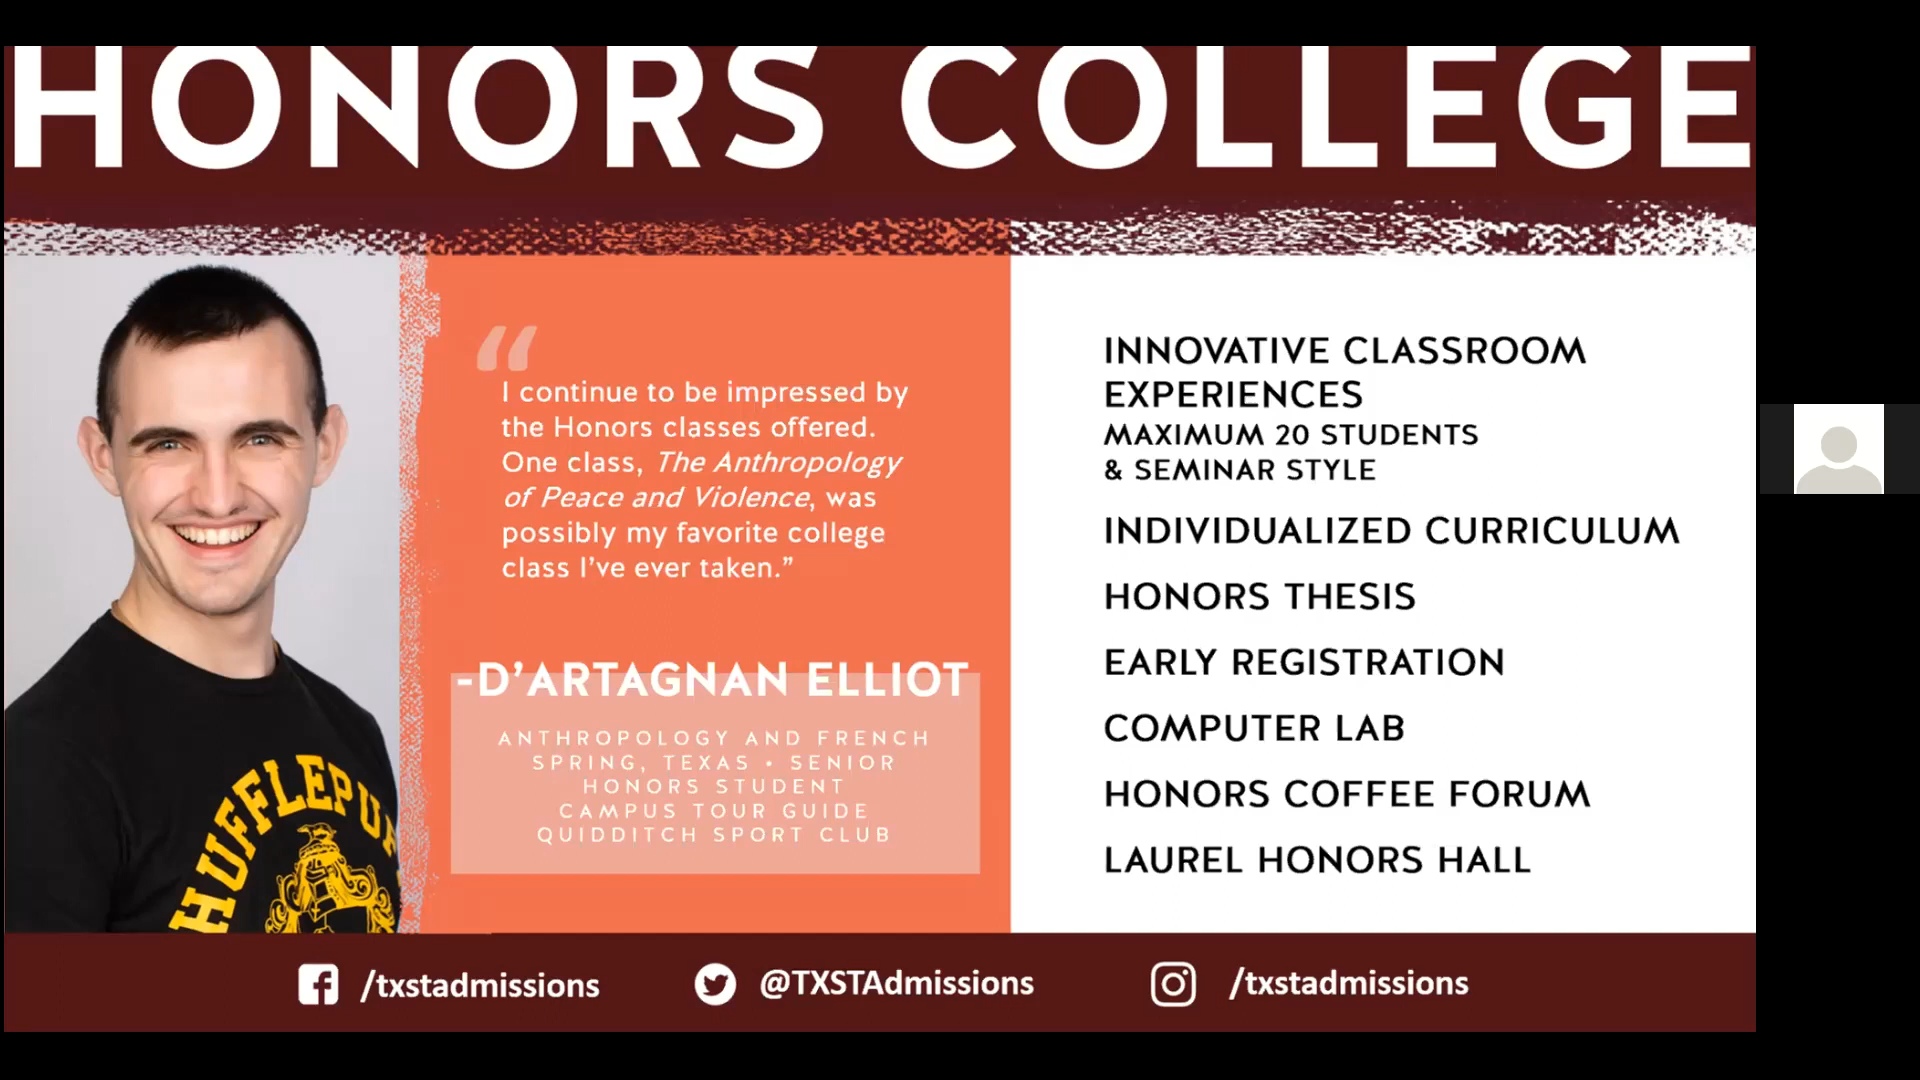 HONORS COLLEGE
“
I continue to be impressed by
the Honors classes offered.
One class, The Anthropology
of Peace and Violence, was
possibly my favorite college
class I’ve ever taken.”
-D’ARTAGNAN ELLIOT
ANTHROPOLOGY AND FRENCH
SPRING, TEXAS • SENIOR
HONORS STUDENT
CAMPUS TOUR GUIDE
QUIDDITCH SPORT CLUB
INNOVATIVE CLASSROOM
EXPERIENCES
MAXIMUM 20 STUDENTS
& SEMINAR STYLE
INDIVIDUALIZED CURRICULUM
HONORS THESIS
EARLY REGISTRATION
COMPUTER LAB
HONORS COFFEE FORUM
LAUREL HONORS HALL
HUFFLEPU
/txstadmissions
@TXSTAdmissions
/txstadmissions